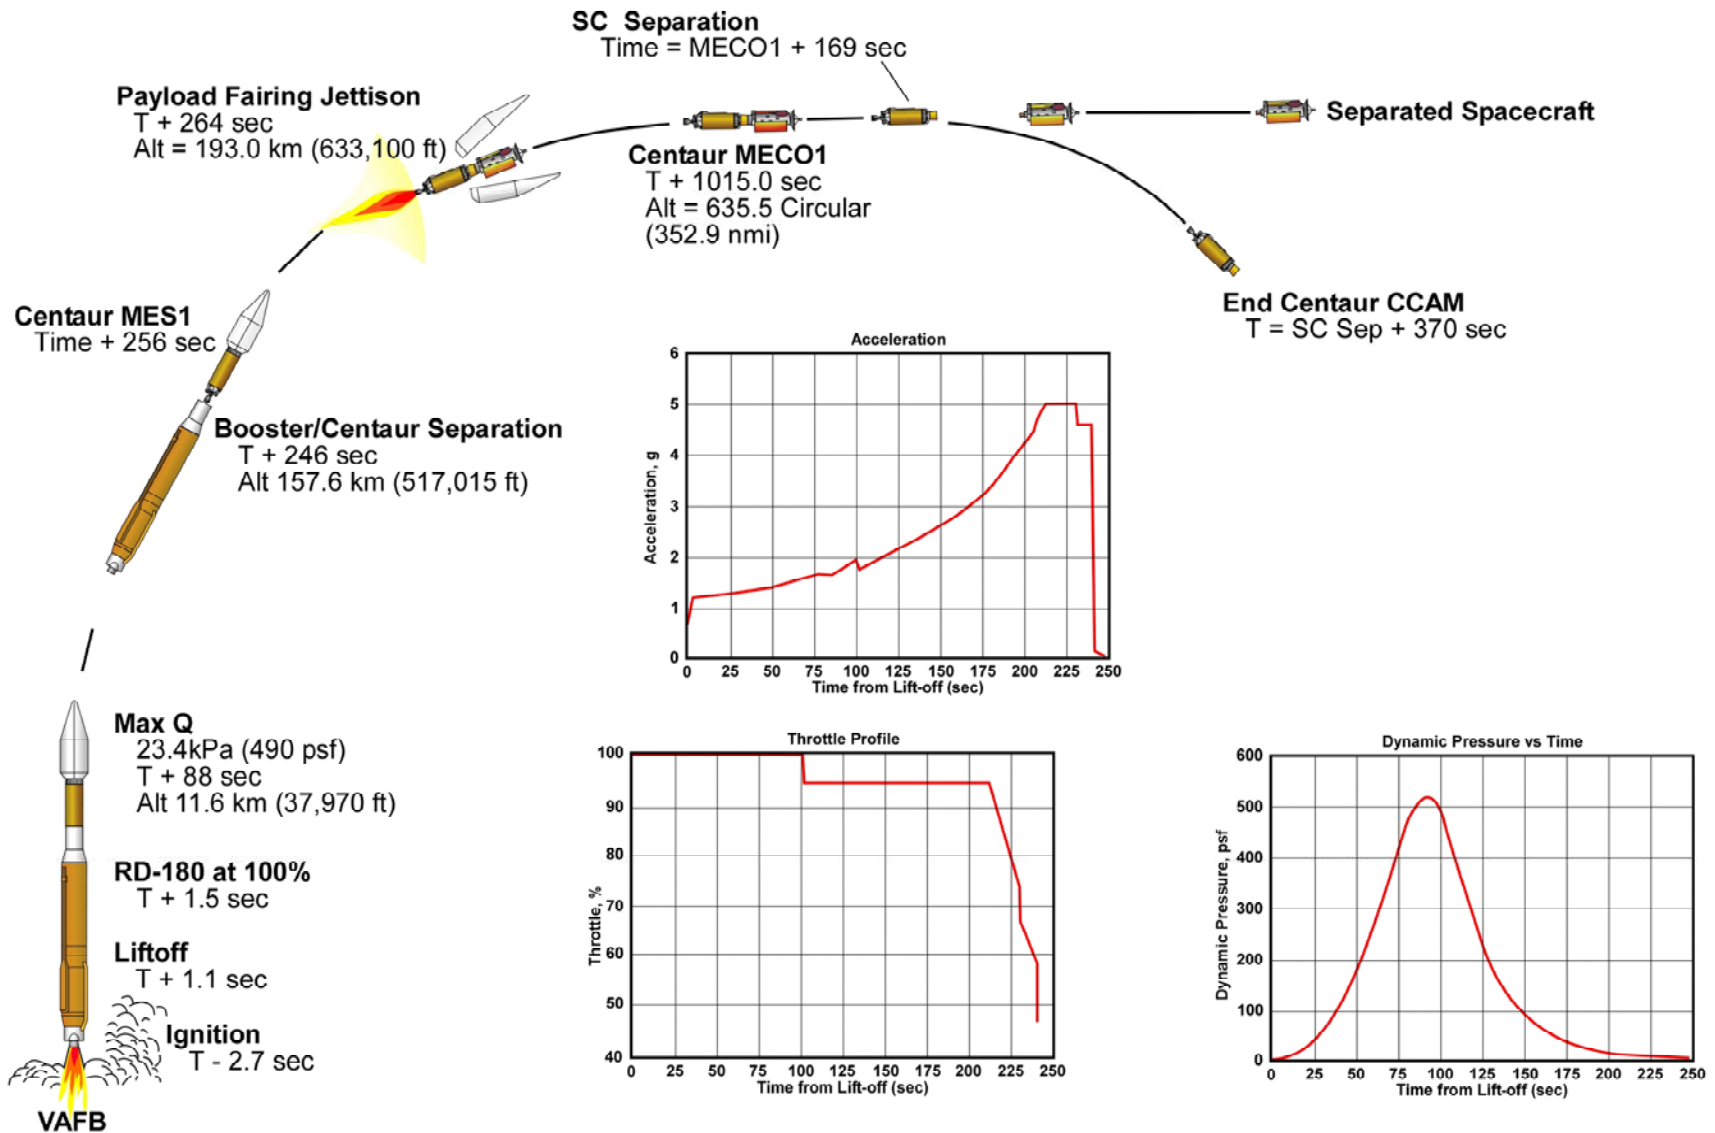 SC  Separation
Time = MECO1 + 169 sec
Payload Fairing Jettison
T + 264 sec
Alt = 193.0 km (633,100 ft)
Separated Spacecraft
Centaur MECO1
T + 1015.0 sec
Alt = 635.5 Circular
(352.9 nmi)
End Centaur CCAM
T = SC Sep + 370 sec
Centaur MES1
Time + 256 sec
Booster/Centaur Separation
T + 246 sec
Alt 157.6 km (517,015 ft)
Max Q
23.4kPa (490 psf)
T + 88 sec
Alt 11.6 km (37,970 ft)
RD-180 at 100%
T + 1.5 sec
Liftoff
T + 1.1 sec
Ignition
T - 2.7 sec
VAFB
Acceleration
Acceleration, g
6
5
4
3
2
1
0
0 25 50 75 100 125 150 175 200 225 250
Time from Lift-off (sec)
Throttle Profile
Throttle, %
100
90
80
70
60
50
40
0 25 50 75 100 125 150 175 200 225 250
Time from Lift-off (sec)
Dynamic Pressure vs Time
Dynamic Pressure, psf
600
500
400
300
200
100
0
0 25 50 75 100 125 150 175 200 225 250
Time from Lift-off (sec)